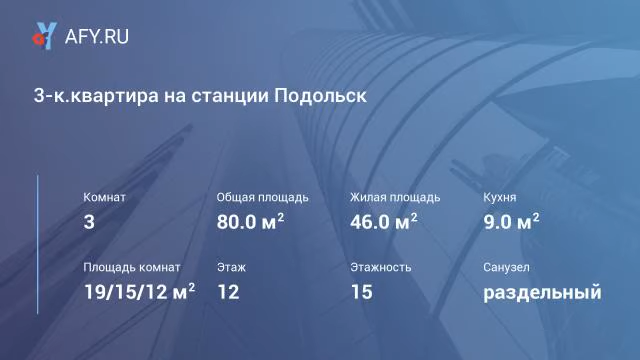 AFY.RU
3-к.квартира на станции Подольск
Комнат
3
Общая площадь
80.0 м²
Жилая площадь
46.0 м²
Кухня
9.0 м²
Площадь комнат
19/15/12 м²
Этаж
12
Этажность
15
Санузел
раздельный